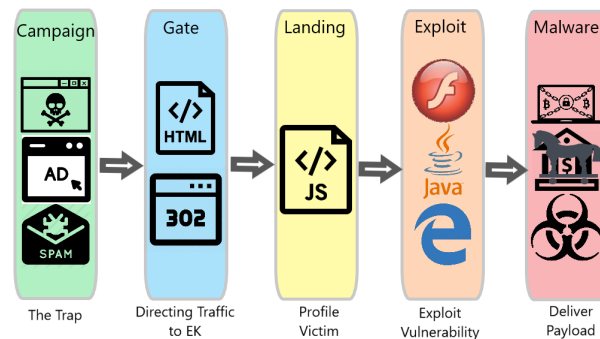 Campaign
Gate
Landing
Exploit
Malware
AD
SPAM
</>
HTML
302
</>
JS
Java
$
The Trap
Directing Traffic
to EK
Profile
Victim
Exploit
Vulnerability
Deliver
Payload